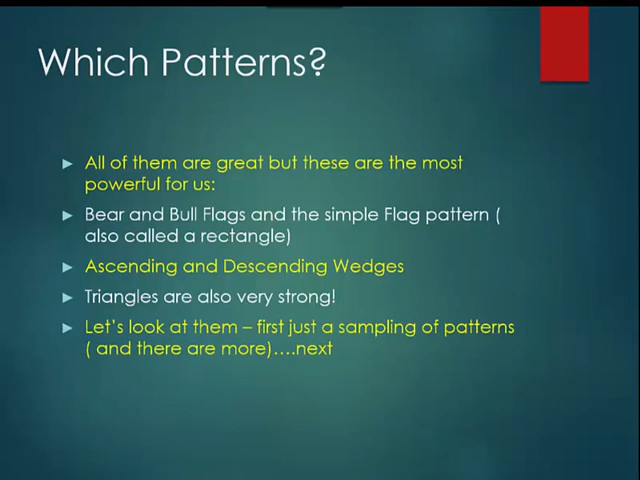 Which Patterns?
All of them are great but these are the most
powerful for us:
Bear and Bull Flags and the simple Flag pattern (
also called a rectangle)
Ascending and Descending Wedges
Triangles are also very strong!
Let’s look at them – first just a sampling of patterns
( and there are more)….next